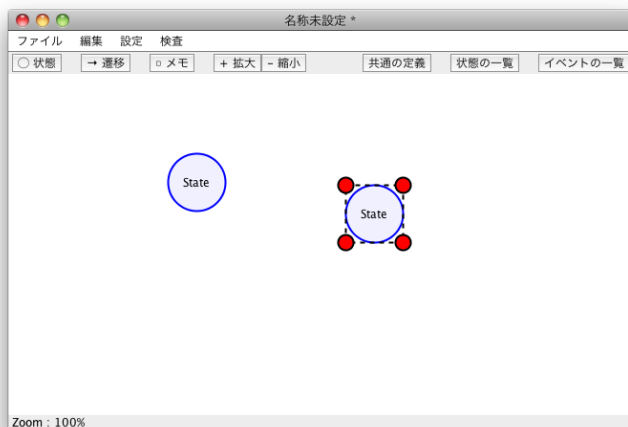 名称未設定 *
ファイル 編集 設定 検査
○ 状態 → 遷移 ▫ メモ + 拡大 - 縮小 共通の定義 状態の一覧 イベントの一覧
State
State
Zoom : 100%